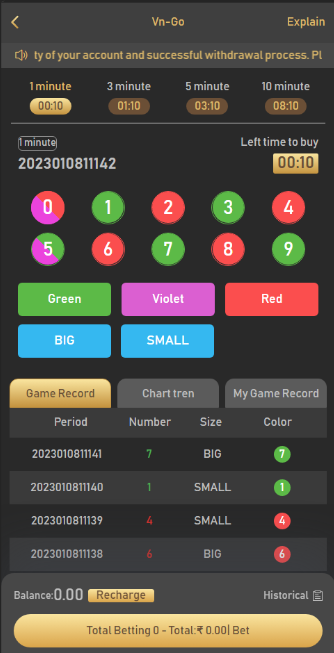 Vn-Go Explain
ty of your account and successful withdrawal process. Pl
1 minute 3 minute 5 minute 10 minute
00:10 01:10 03:10 08:10
1 minute Left time to buy
2023010811142 00:10
0 1 2 3 4
5 6 7 8 9
Green Violet Red
BIG SMALL
Game Record Chart tren My Game Record
Period Number Size Color
2023010811141 7 BIG 7
2023010811140 1 SMALL 1
2023010811139 4 SMALL 4
2023010811138 6 BIG 6
Balance:0.00 Recharge Historical
Total Betting 0 - Total:₹ 0.00| Bet